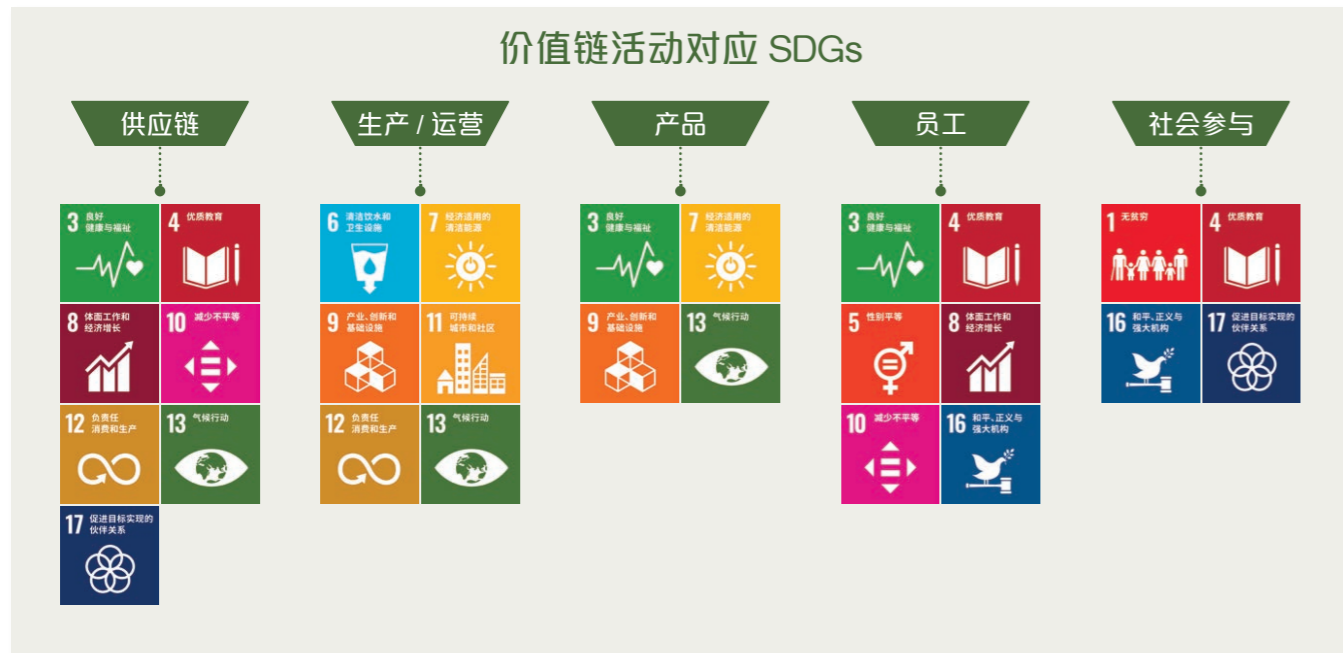 价值链活动对应 SDGs
供应链
3 良好
健康与福祉
4 优质教育
8 体面工作和
经济增长
10 减少不平等
12 负责任
消费和生产
13 气候行动
17 促进目标实现的
伙伴关系
生产 / 运营
6 清洁饮水和
卫生设施
7 经济适用的
清洁能源
9 产业、创新和
基础设施
11 可持续
城市和社区
12 负责任
消费和生产
13 气候行动
产品
3 良好
健康与福祉
7 经济适用的
清洁能源
9 产业、创新和
基础设施
13 气候行动
员工
3 良好
健康与福祉
4 优质教育
5 性别平等
8 体面工作和
经济增长
10 减少不平等
16 和平、正义与
强大机构
社会参与
1 无贫穷
4 优质教育
16 和平、正义与
强大机构
17 促进目标实现的
伙伴关系